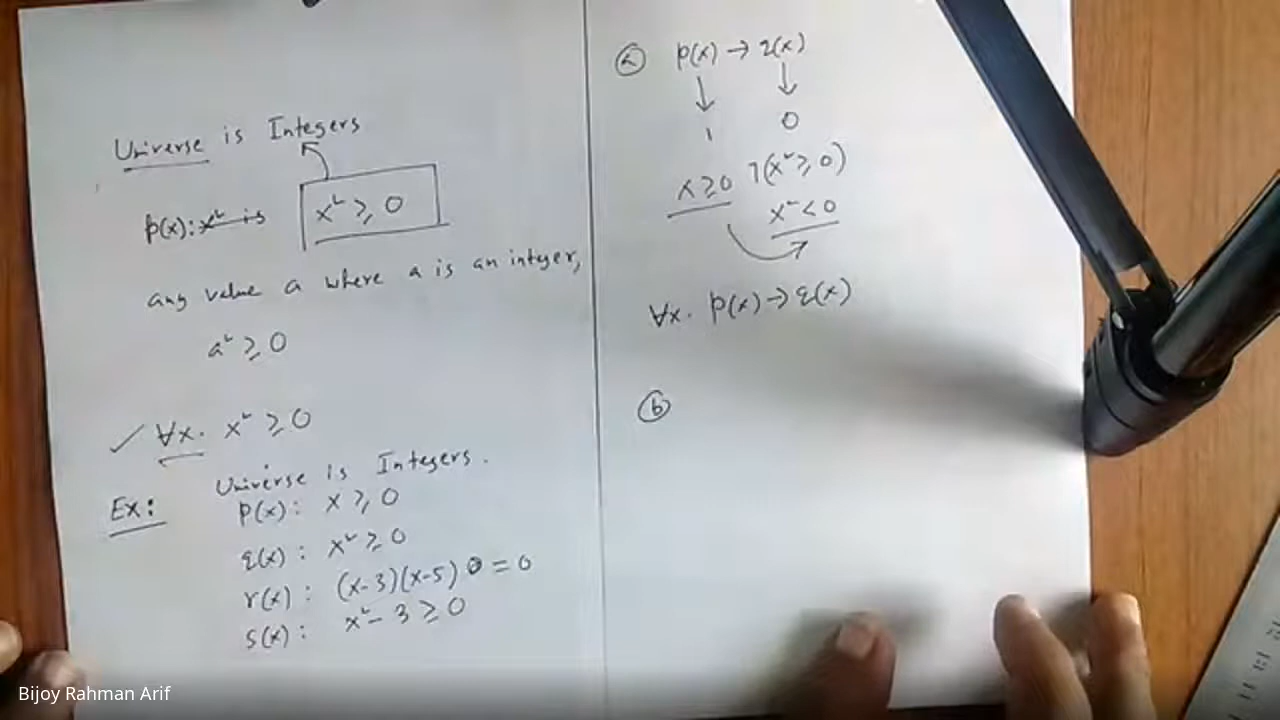 Universe is Integers
p(x): x² is x² ≥ 0
any value a where a is an integer,
a² ≥ 0
✓ ∀x. x² ≥ 0
Universe is Integers.
Ex: p(x): x ≥ 0
q(x): x² ≥ 0
r(x): (x-3)(x-5) = 0
s(x): x² - 3 ≥ 0
(a) p(x) → q(x)
↓ ↓
1 0
x ≥ 0 ¬(x² ≥ 0)
x² < 0
∀x. p(x) → q(x)
(b)
Bijoy Rahman Arif